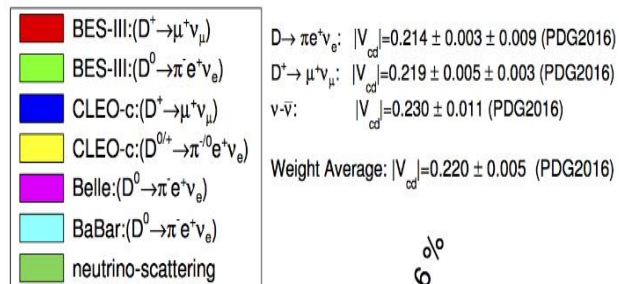 BES-III:(D⁺→μ⁺ν_μ)
BES-III:(D⁰→π⁻e⁺ν_e)
CLEO-c:(D⁺→μ⁺ν_μ)
CLEO-c:(D⁰ᐟ⁺→π⁻ᐟ⁰e⁺ν_e)
Belle:(D⁰→π⁻e⁺ν_e)
BaBar:(D⁰→π⁻e⁺ν_e)
neutrino-scattering
D→ πe⁺ν_e: |V_cd|=0.214 ± 0.003 ± 0.009 (PDG2016)
D⁺→ μ⁺ν_μ: |V_cd|=0.219 ± 0.005 ± 0.003 (PDG2016)
ν-ν̄: |V_cd|=0.230 ± 0.011 (PDG2016)
Weight Average: |V_cd|=0.220 ± 0.005 (PDG2016)